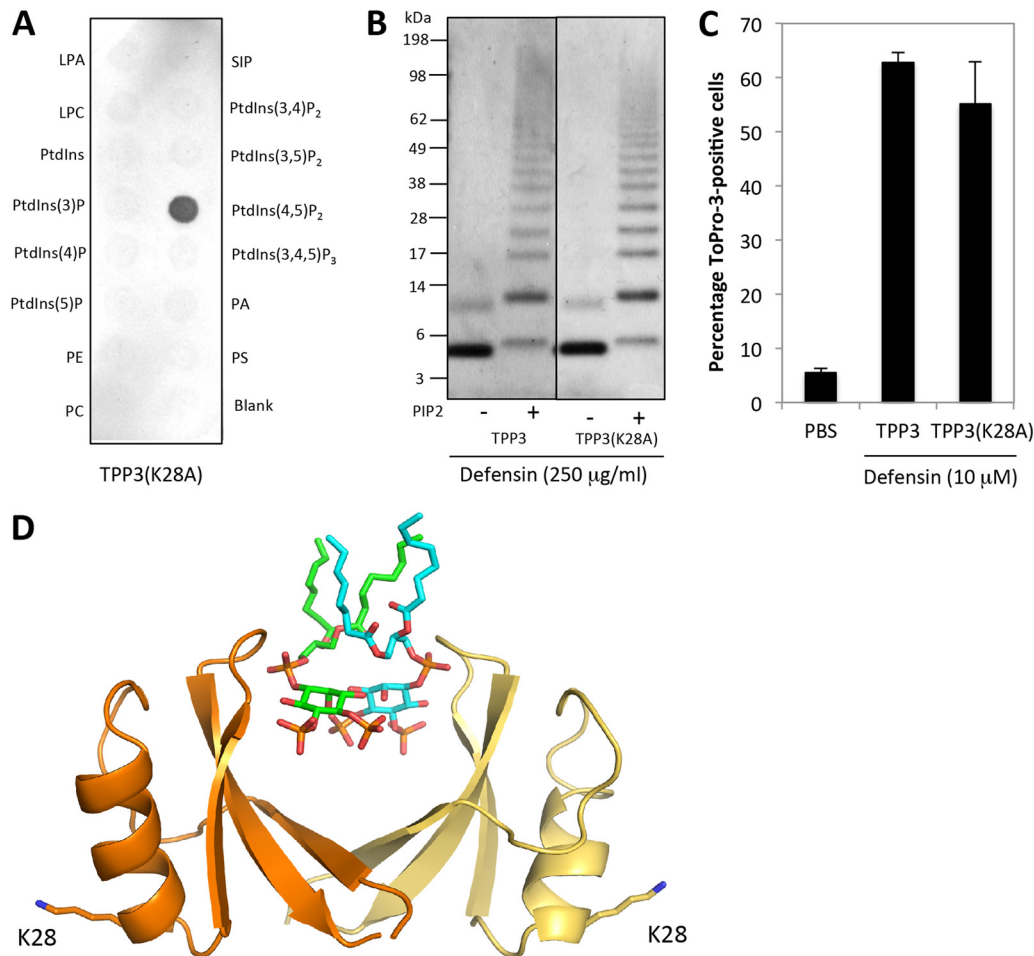 A
LPA
LPC
PtdIns
PtdIns(3)P
PtdIns(4)P
PtdIns(5)P
PE
PC
SIP
PtdIns(3,4)P2
PtdIns(3,5)P2
PtdIns(4,5)P2
PtdIns(3,4,5)P3
PA
PS
Blank
TPP3(K28A)
B
kDa
198
98
62
49
38
28
17
14
6
3
PIP2 - + - +
TPP3 TPP3(K28A)
Defensin (250 μg/ml)
C
Percentage ToPro-3-positive cells
80
70
60
50
40
30
20
10
0
PBS TPP3 TPP3(K28A)
Defensin (10 μM)
D
K28 K28